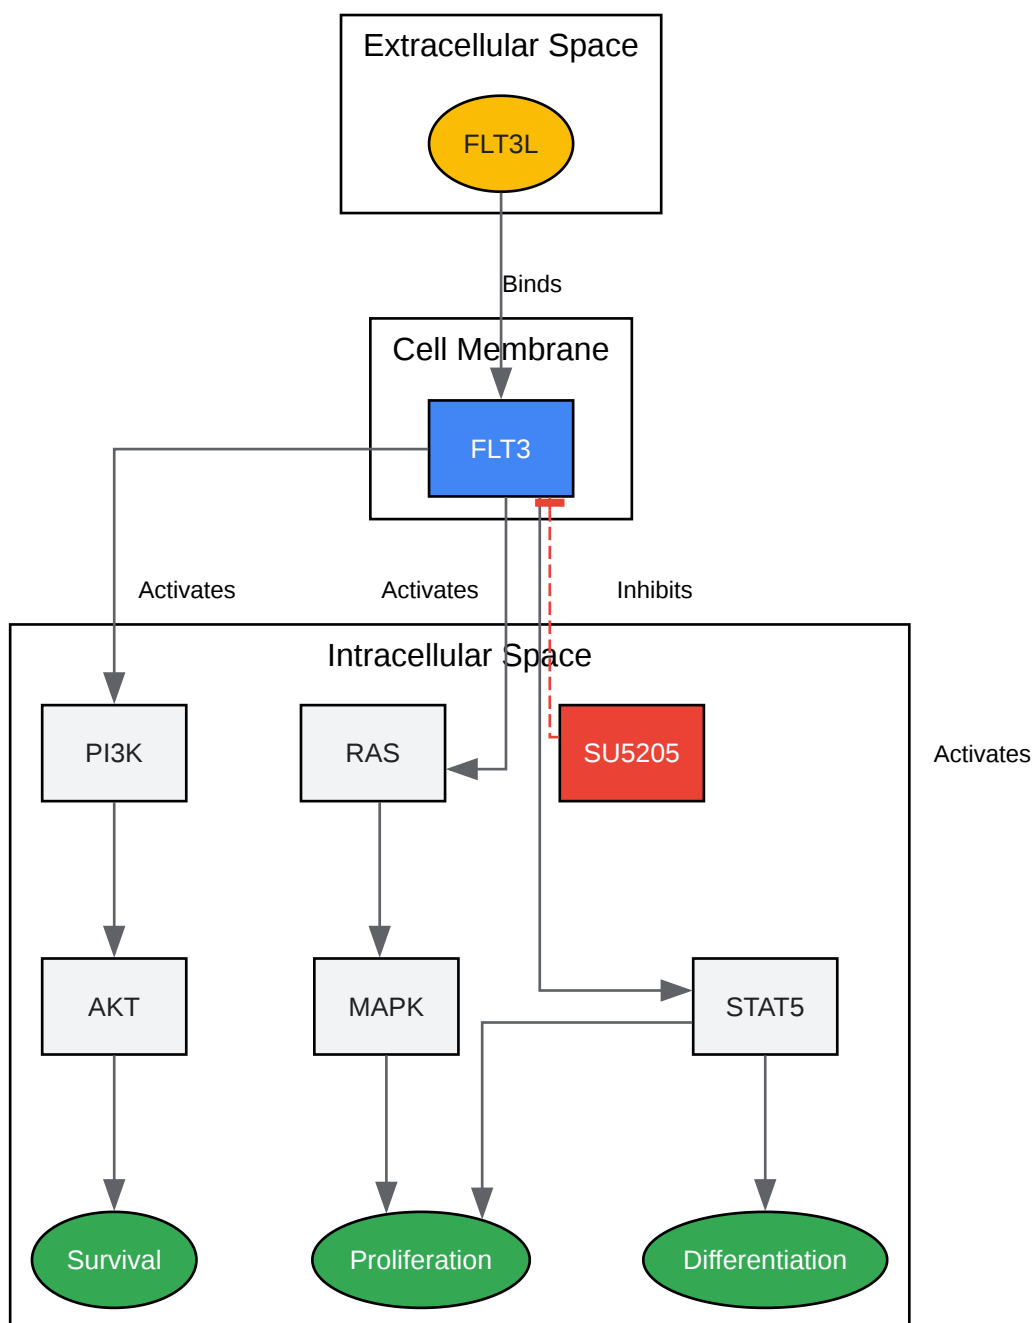 Extracellular Space
FLT3L
Binds
Cell Membrane
FLT3
Activates
Activates
Inhibits
Intracellular Space
PI3K
RAS
SU5205
Activates
AKT
MAPK
STAT5
Survival
Proliferation
Differentiation